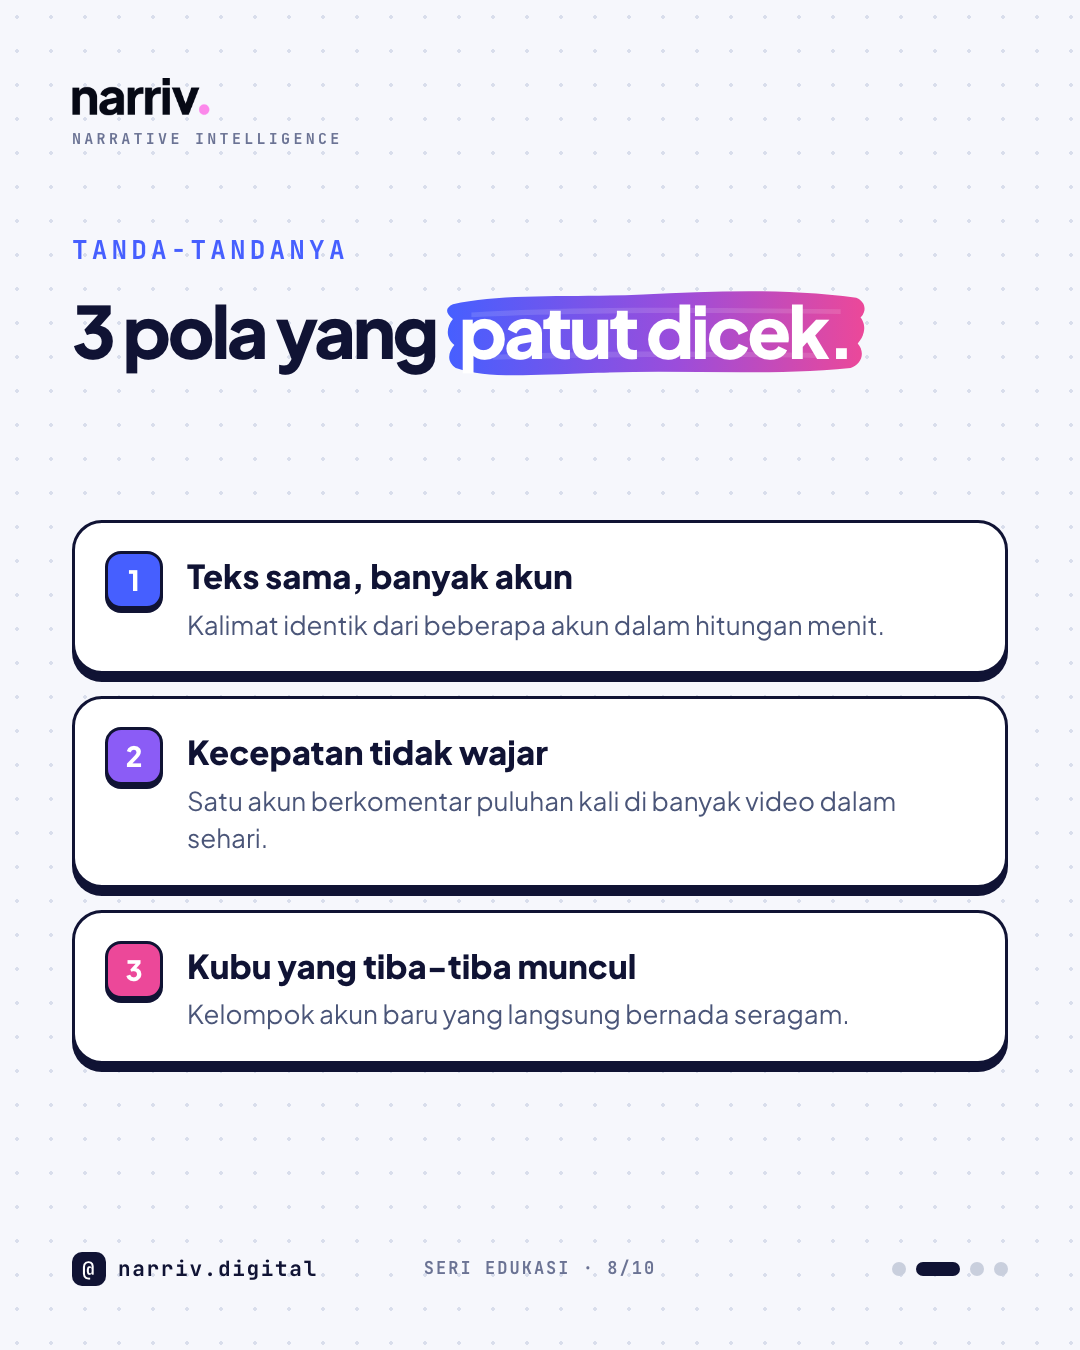 narriv.
NARRATIVE INTELLIGENCE
TANDA-TANDANYA
3 pola yang patut dicek.
1
Teks sama, banyak akun
Kalimat identik dari beberapa akun dalam hitungan menit.
2
Kecepatan tidak wajar
Satu akun berkomentar puluhan kali di banyak video dalam
sehari.
3
Kubu yang tiba-tiba muncul
Kelompok akun baru yang langsung bernada seragam.
@ narriv.digital
SERI EDUKASI · 8/10